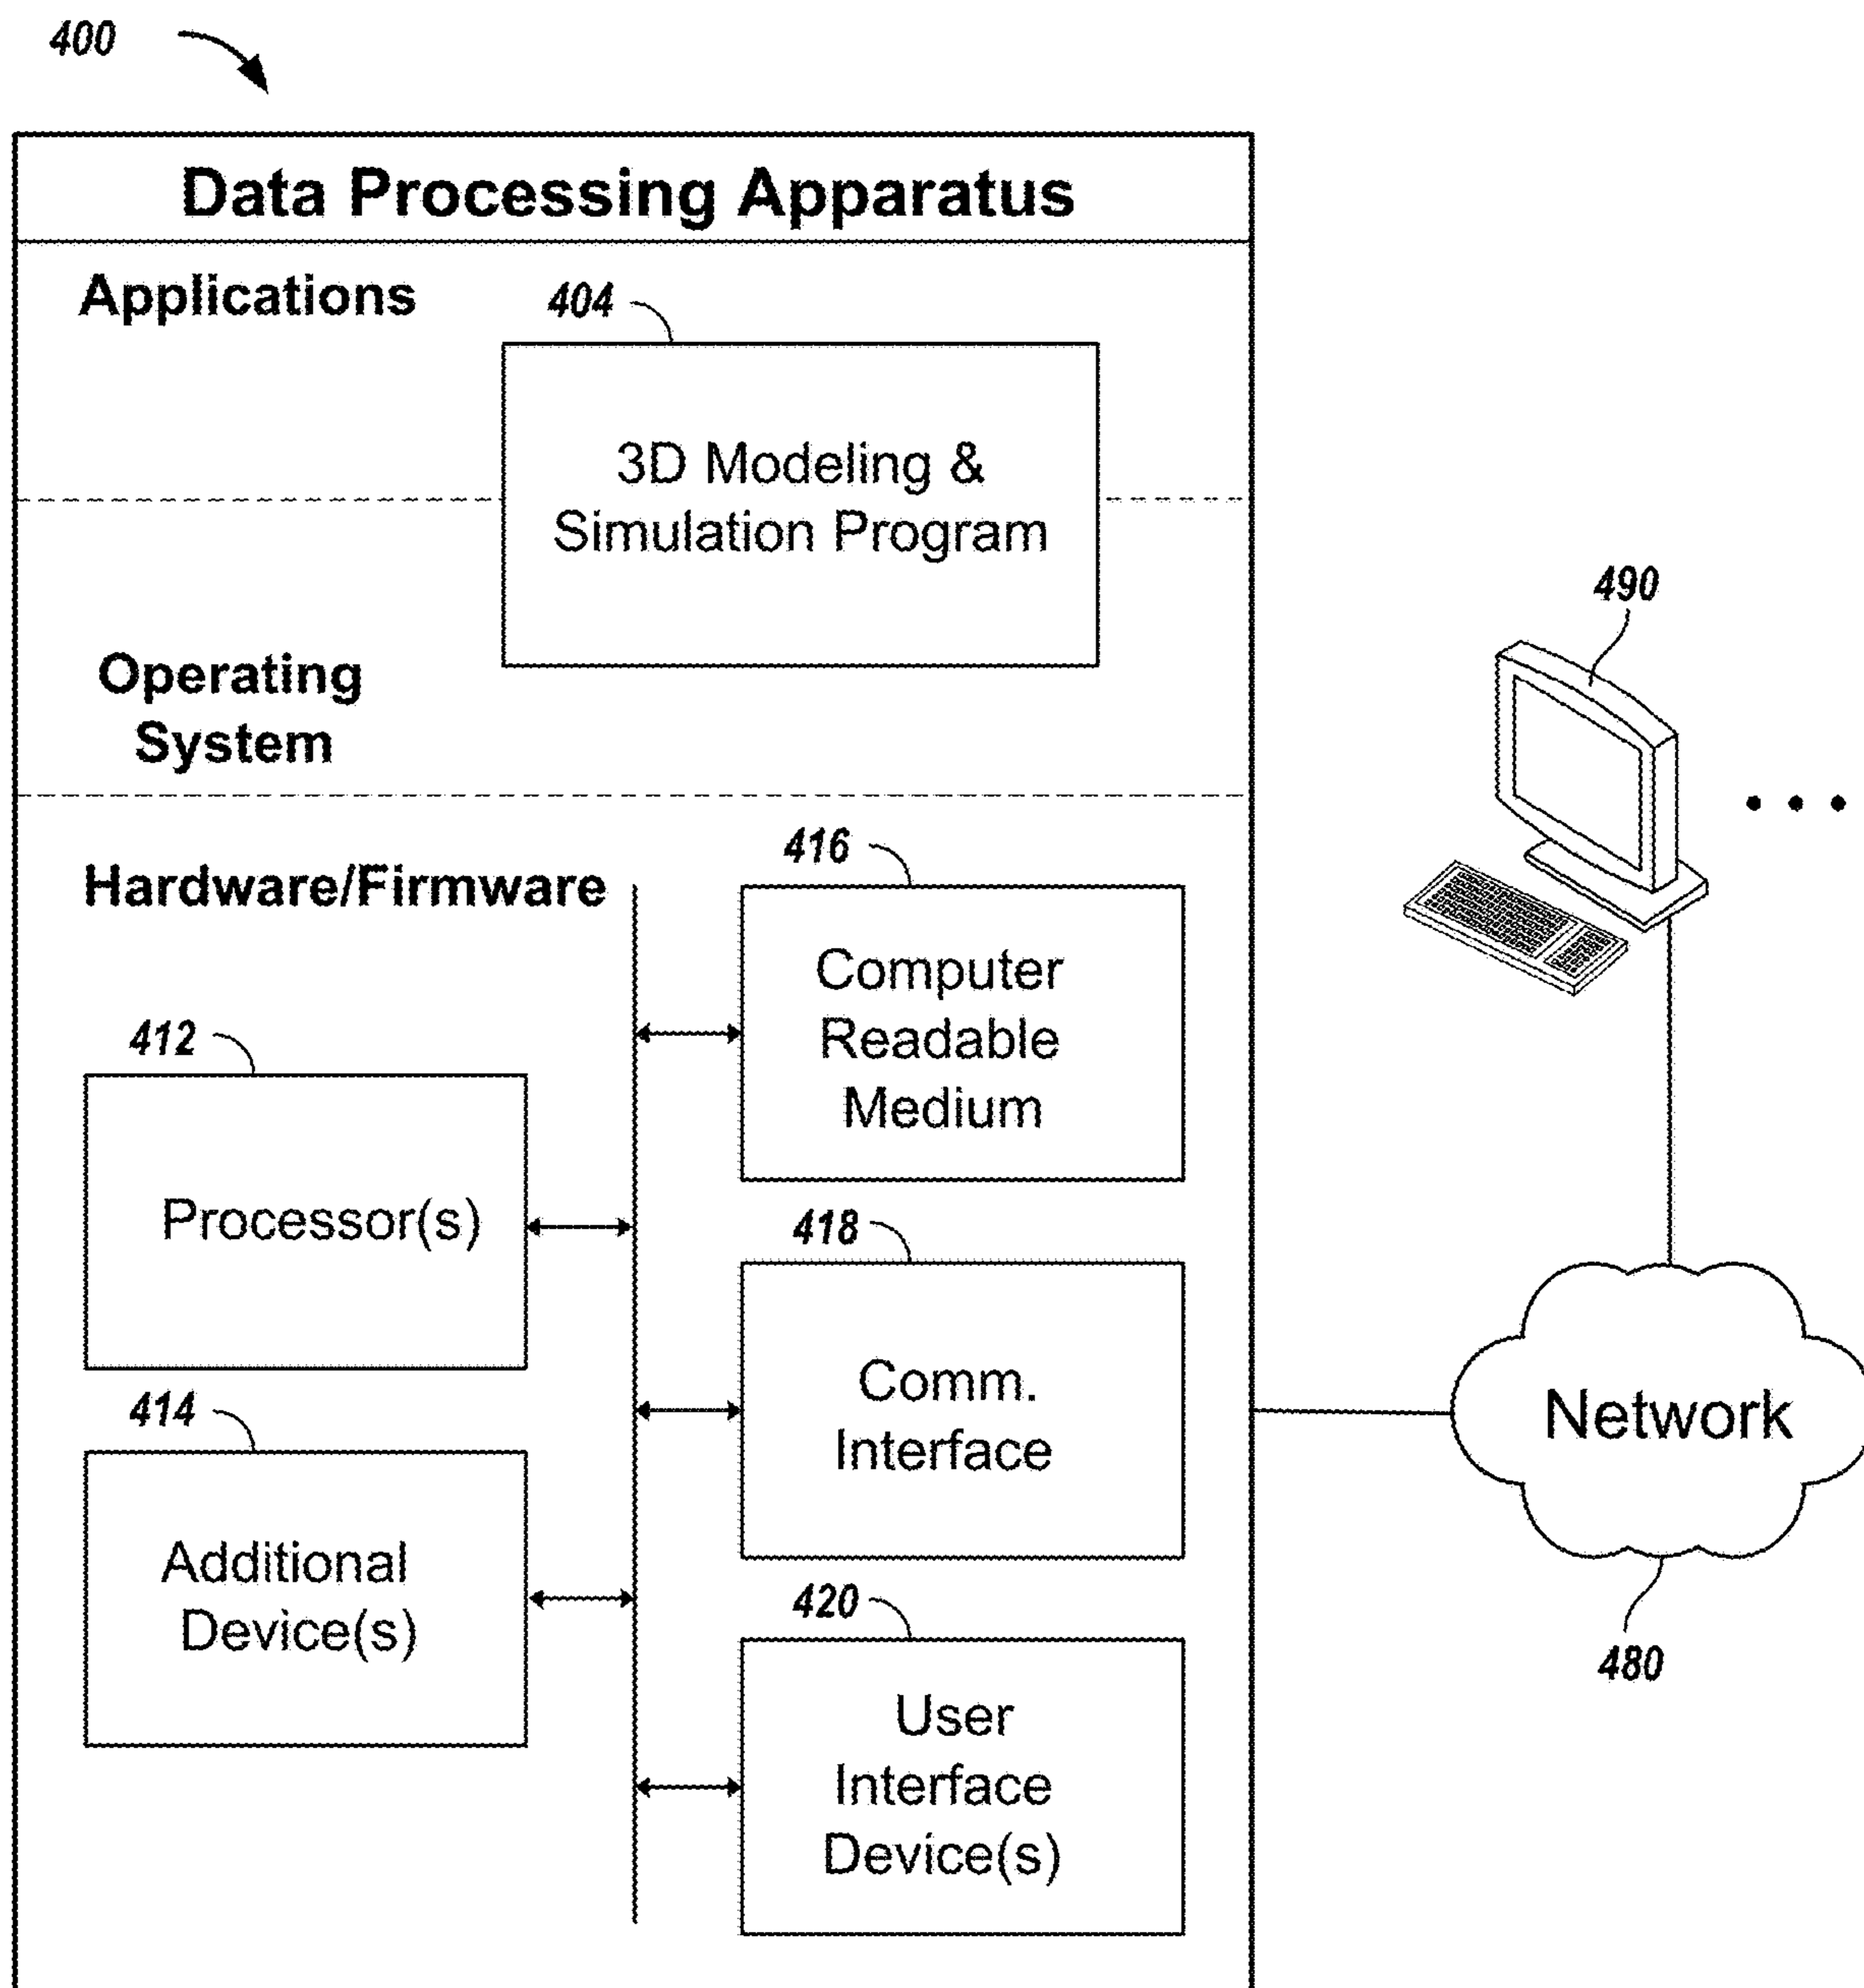 400
Data Processing Apparatus
Applications
404
3D Modeling &
Simulation Program
Operating
System
490
Hardware/Firmware
416
Computer
Readable
Medium
412
Processor(s)
418
Comm.
Interface
Network
480
414
Additional
Device(s)
420
User
Interface
Device(s)